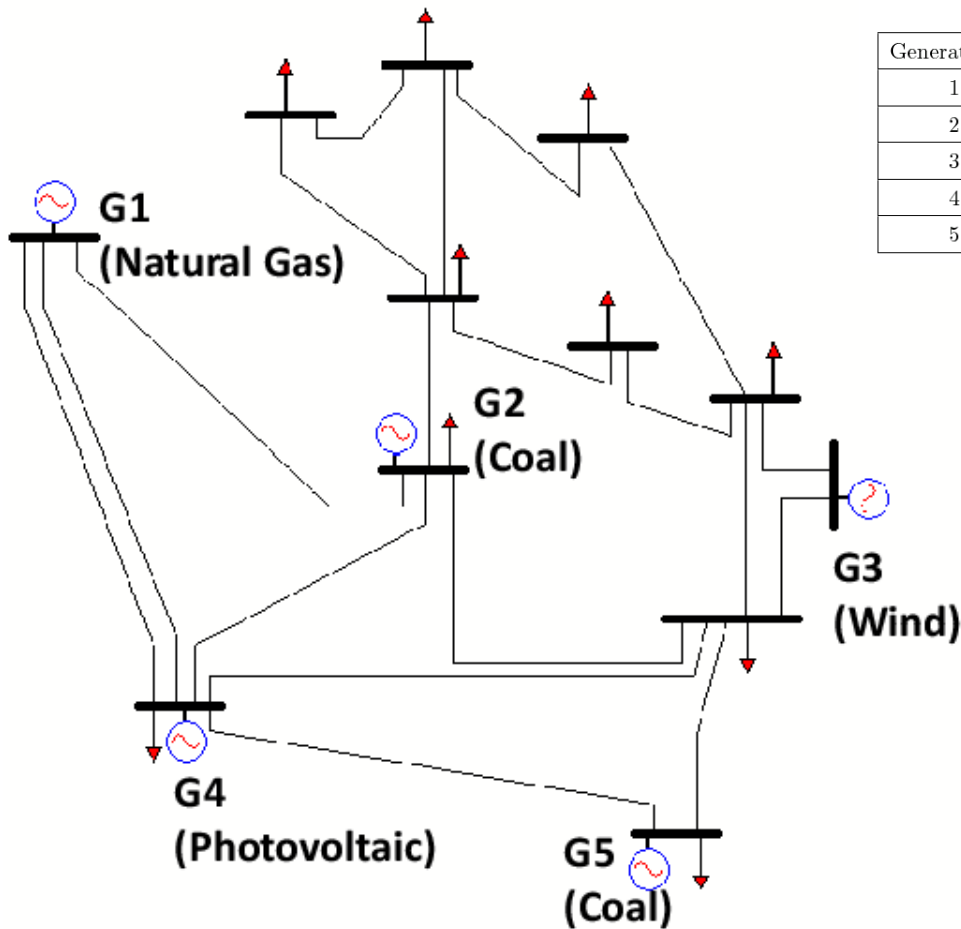 Generat
1
2
3
4
5
G1
(Natural Gas)
G2
(Coal)
G3
(Wind)
G4
(Photovoltaic)
G5
(Coal)